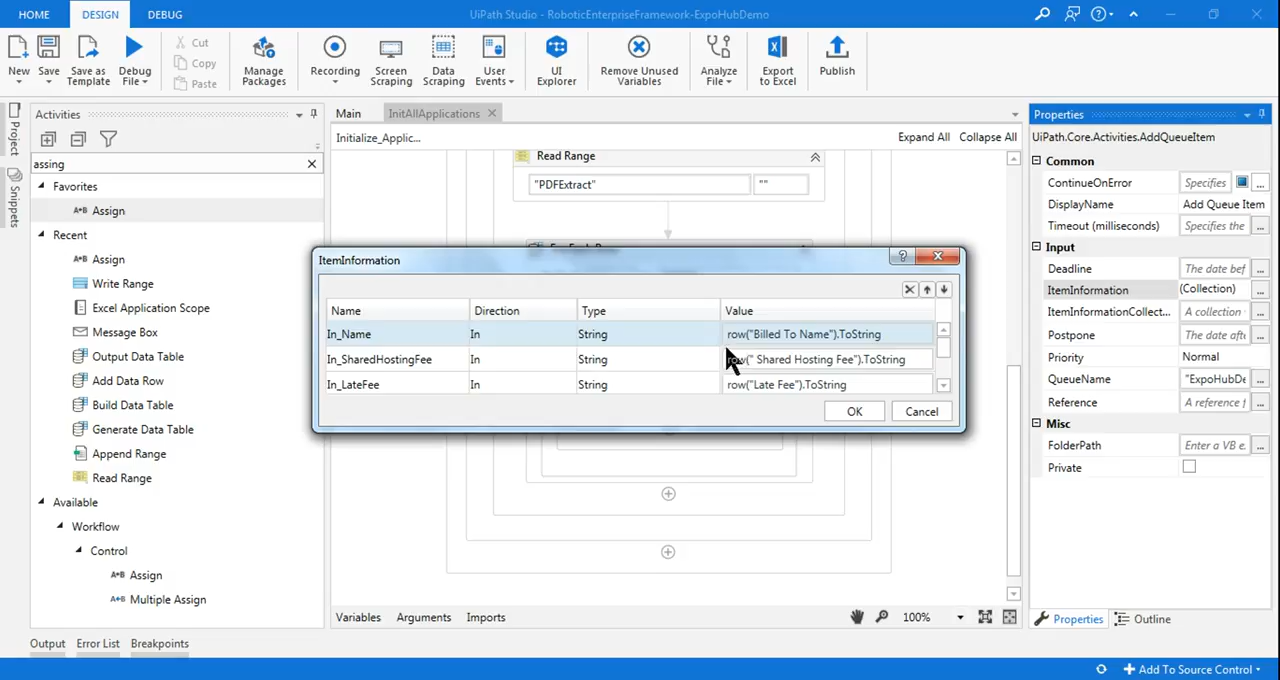 HOME DESIGN DEBUG UiPath Studio - RoboticEnterpriseFramework-ExpoHubDemo
New Save Save as Template Debug File Cut Copy Paste Manage Packages Recording Screen Scraping Data Scraping User Events UI Explorer Remove Unused Variables Analyze File Export to Excel Publish
Project
Snippets
Activities
assing
Favorites
Assign
Recent
Assign
Write Range
Excel Application Scope
Message Box
Output Data Table
Add Data Row
Build Data Table
Generate Data Table
Append Range
Read Range
Available
Workflow
Control
Assign
Multiple Assign
Main InitAllApplications
Initialize_Applic... Expand All Collapse All
Read Range
"PDFExtract" ""
ItemInformation
Name Direction Type Value
In_Name In String row("Billed To Name").ToString
In_SharedHostingFee In String row(" Shared Hosting Fee").ToString
In_LateFee In String row("Late Fee").ToString
OK Cancel
Variables Arguments Imports 100%
Properties
UiPath.Core.Activities.AddQueueItem
Common
ContinueOnError Specifies ...
DisplayName Add Queue Item
Timeout (milliseconds) Specifies the ...
Input
Deadline The date bef ...
ItemInformation (Collection) ...
ItemInformationCollect... A collection ...
Postpone The date afte ...
Priority Normal
QueueName "ExpoHubDe ...
Reference A reference f ...
Misc
FolderPath Enter a VB e. ...
Private
Properties Outline
Output Error List Breakpoints
Add To Source Control